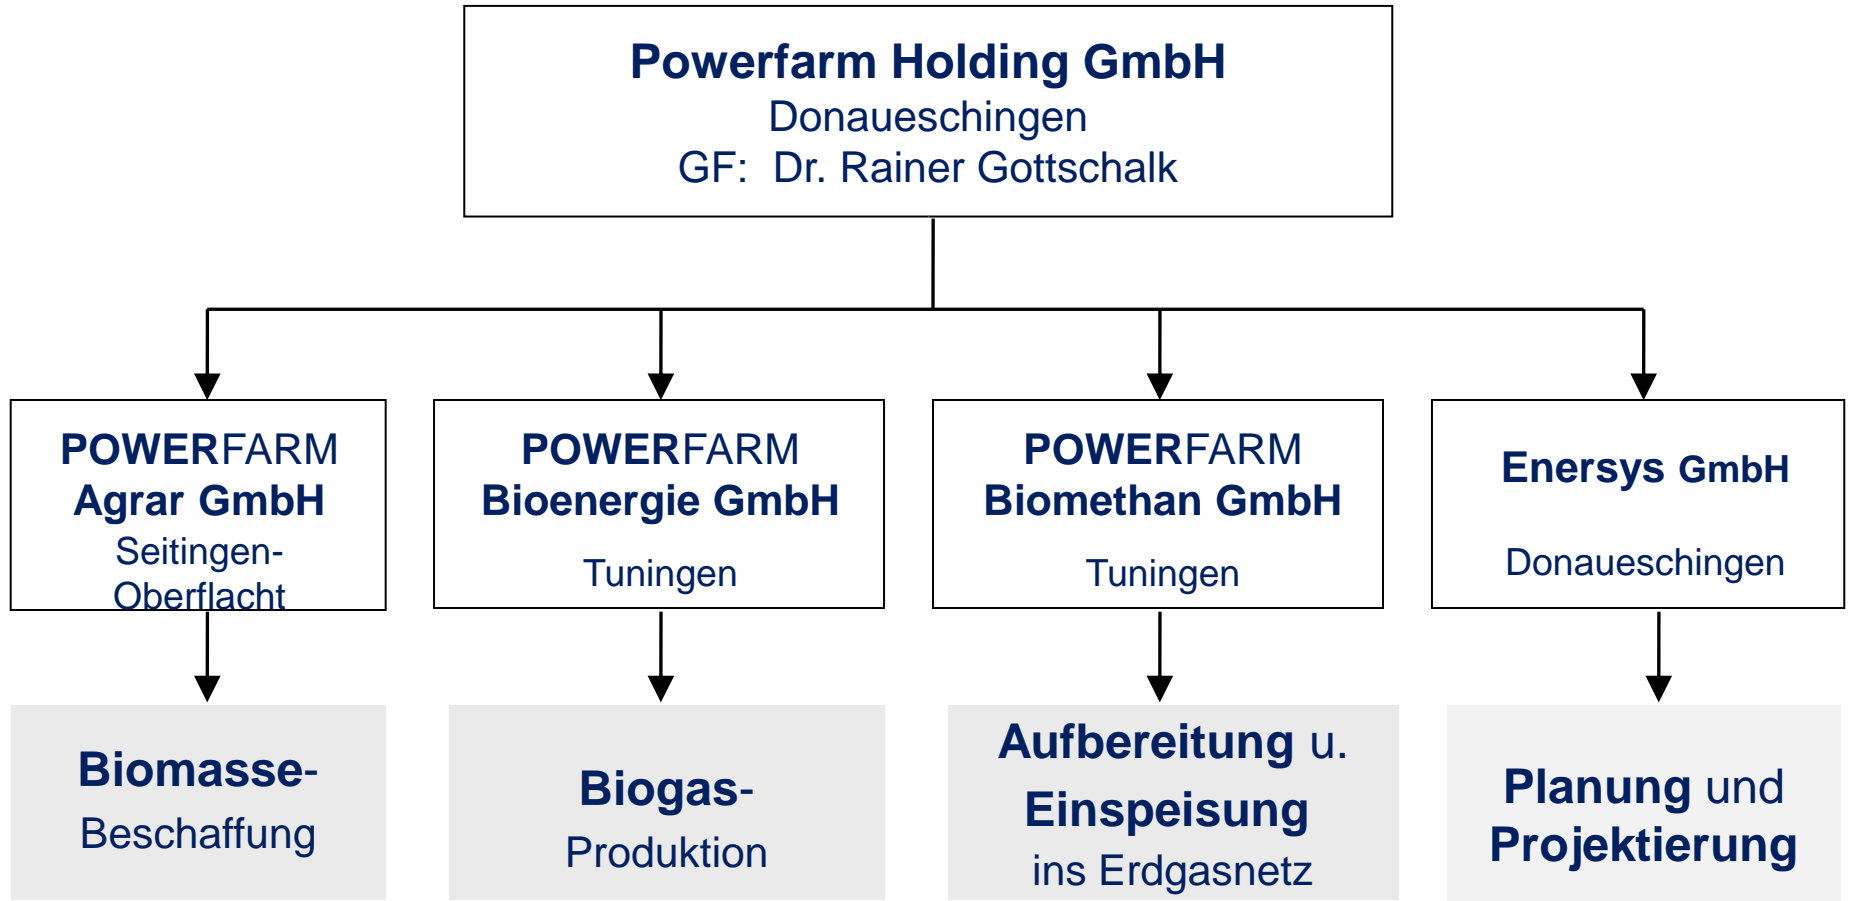 Powerfarm Holding GmbH
Donaueschingen
GF: Dr. Rainer Gottschalk
POWERFARM
Agrar GmbH
Seitingen-
Oberflacht
POWERFARM
Bioenergie GmbH
Tuningen
POWERFARM
Biomethan GmbH
Tuningen
Enersys GmbH
Donaueschingen
Biomasse-
Beschaffung
Biogas-
Produktion
Aufbereitung u.
Einspeisung
ins Erdgasnetz
Planung und
Projektierung